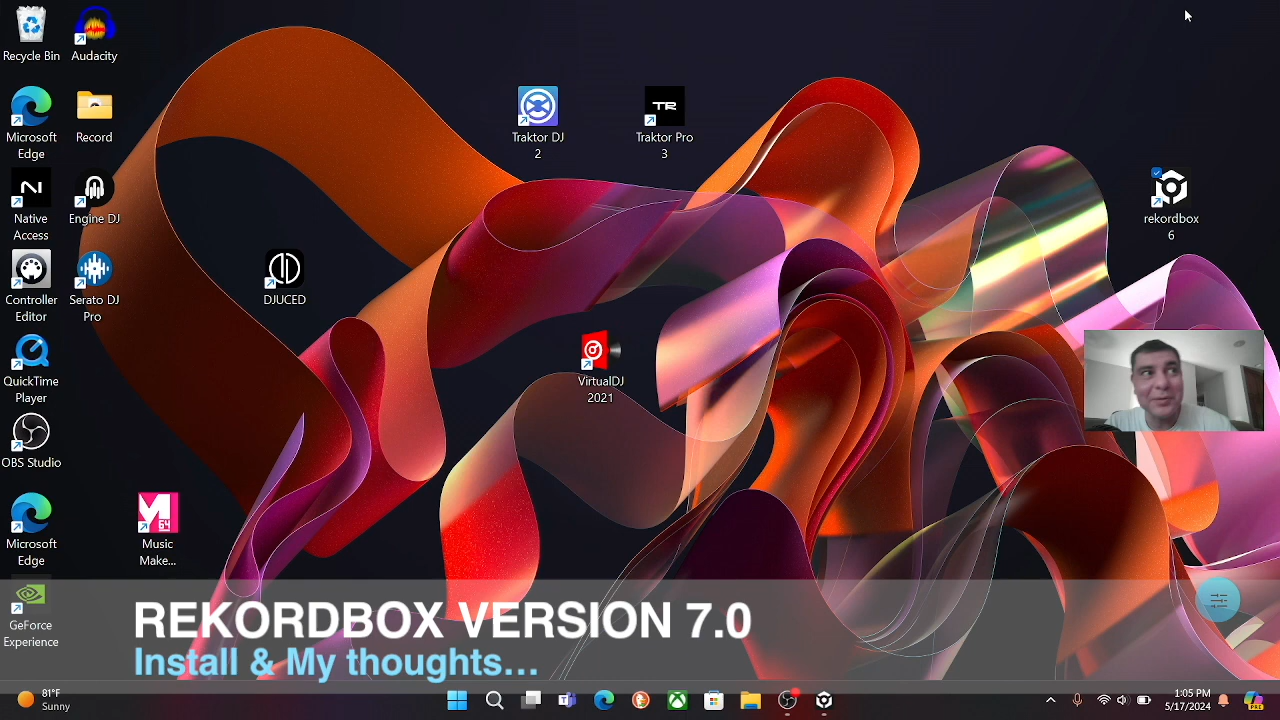 Recycle Bin
Audacity
Microsoft
Edge
Record
Native
Access
Engine DJ
Controller
Editor
Serato DJ
Pro
QuickTime
Player
OBS Studio
Microsoft
Edge
Music
Make...
GeForce
Experience
DJUCED
Traktor DJ
2
TR
Traktor Pro
3
VirtualDJ
2021
rekordbox
6
REKORDBOX VERSION 7.0
Install & My thoughts...
81°F
Sunny
1:05 PM
5/17/2024
PRE